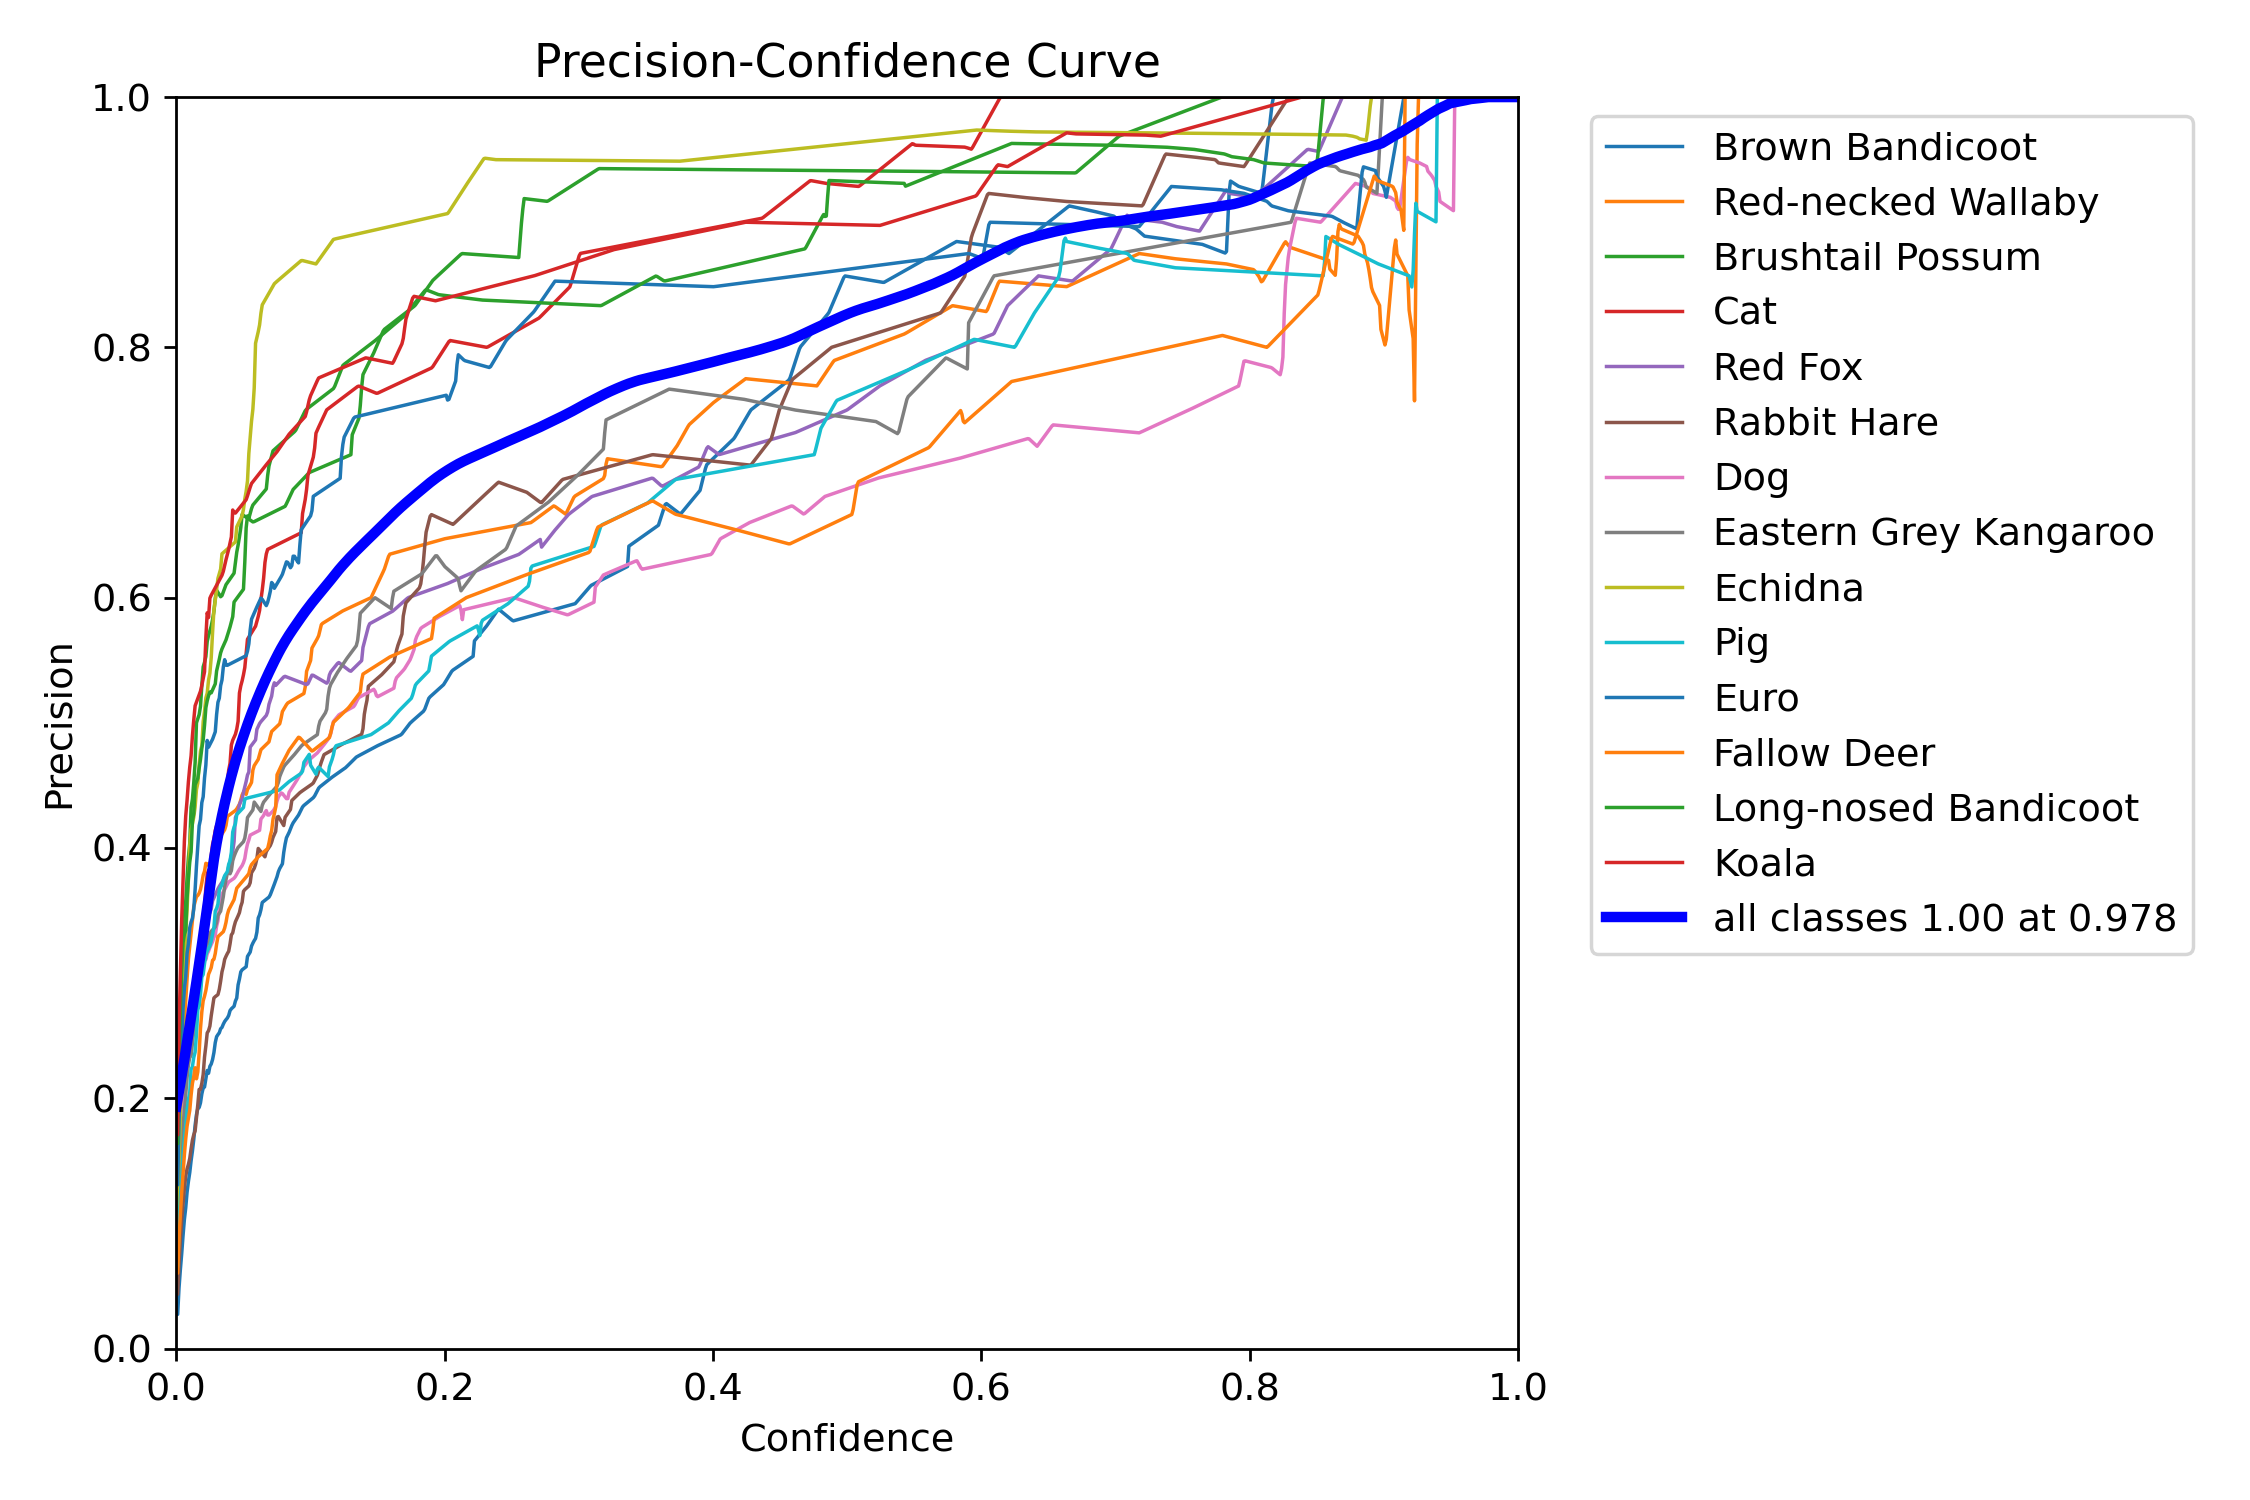 Precision-Confidence Curve
1.0
0.8
0.6
0.4
0.2
0.0
Precision
0.0 0.2 0.4 0.6 0.8 1.0
Confidence
Brown Bandicoot
Red-necked Wallaby
Brushtail Possum
Cat
Red Fox
Rabbit Hare
Dog
Eastern Grey Kangaroo
Echidna
Pig
Euro
Fallow Deer
Long-nosed Bandicoot
Koala
all classes 1.00 at 0.978